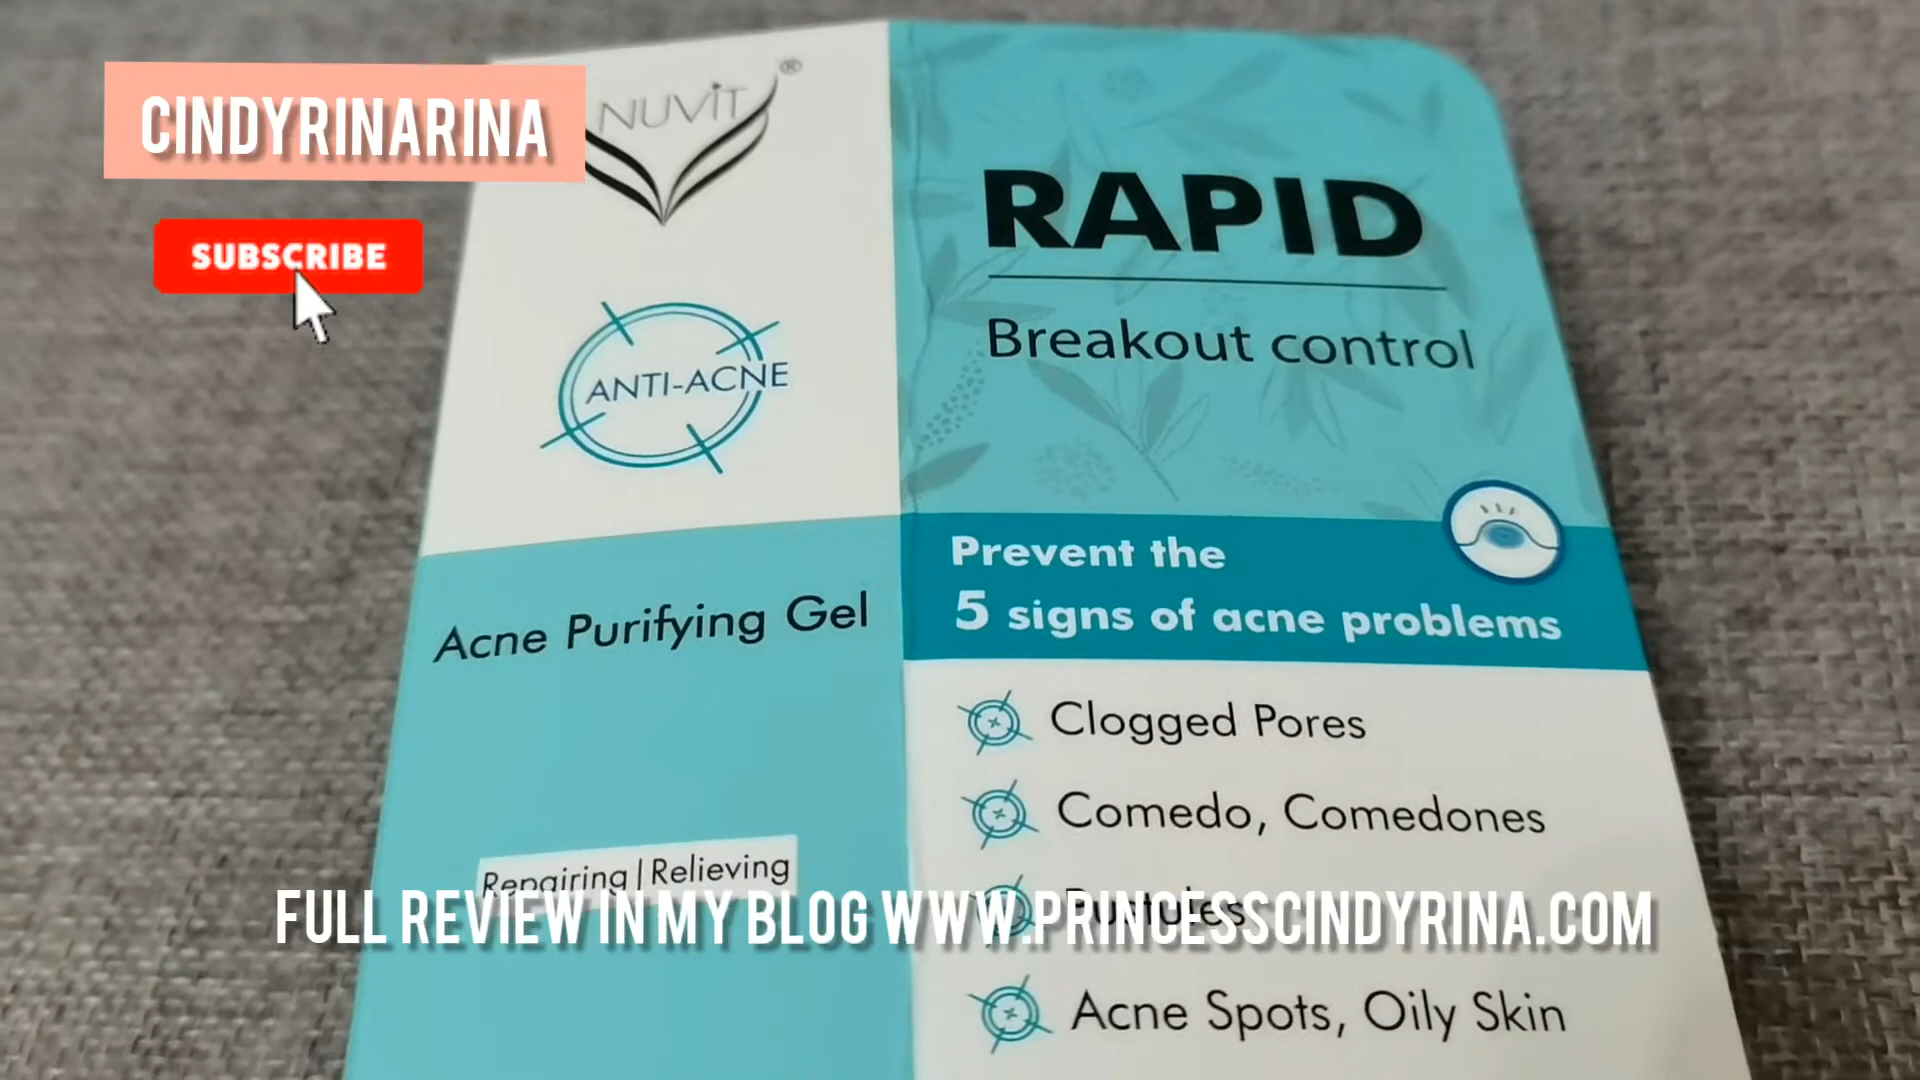 CINDYRINARINA
SUBSCRIBE
NUVIT®
ANTI-ACNE
Acne Purifying Gel
Repairing | Relieving
RAPID
Breakout control
Prevent the
5 signs of acne problems
Clogged Pores
Comedo, Comedones
Pustules
Acne Spots, Oily Skin
FULL REVIEW IN MY BLOG WWW.PRINCESSCINDYRINA.COM